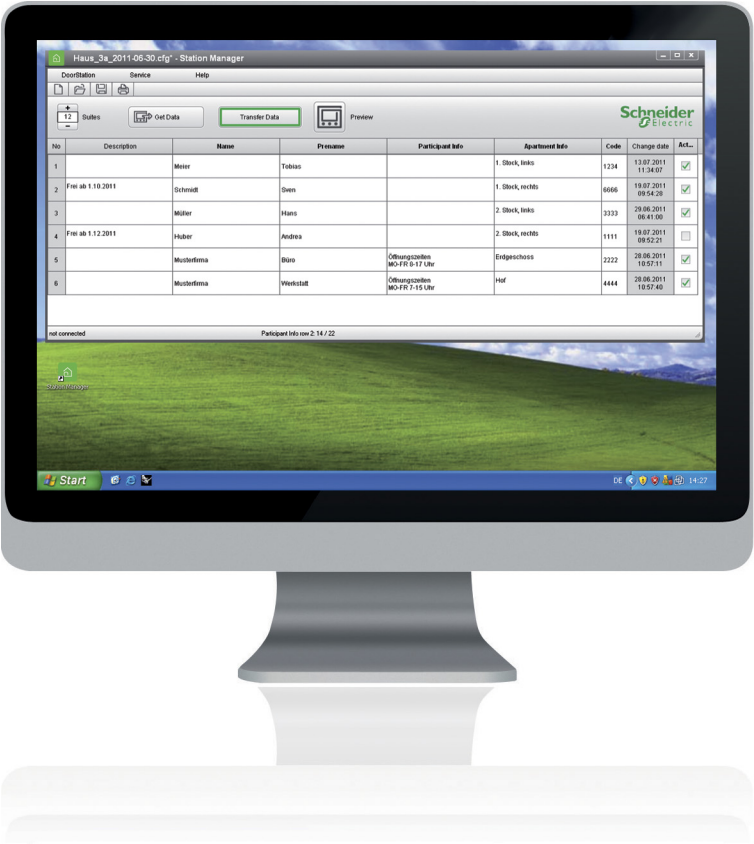 Haus_3a_2011-06-30.cfg* - Station Manager
DoorStation Service Help
+
12 Suites Get Data Transfer Data Preview
−
Schneider
Electric
No Description Name Prename Participant Info Apartment Info Code Change date Act...
1 Meier Tobias 1. Stock, links 1234 13.07.2011
11:34:07
2 Frei ab 1.10.2011 Schmidt Sven 1. Stock, rechts 6666 19.07.2011
09:54:28
3 Müller Hans 2. Stock, links 3333 29.06.2011
06:41:00
4 Frei ab 1.12.2011 Huber Andrea 2. Stock, rechts 1111 19.07.2011
09:52:21
5 Musterfirma Büro Öffnungszeiten Erdgeschoss 2222 28.06.2011
MO-FR 8-17 Uhr 10:57:11
6 Musterfirma Werkstatt Öffnungszeiten Hof 4444 28.06.2011
MO-FR 7-15 Uhr 10:57:40
not connected Participant Info row 2: 14 / 22
Station Manager
Start DE 14:27